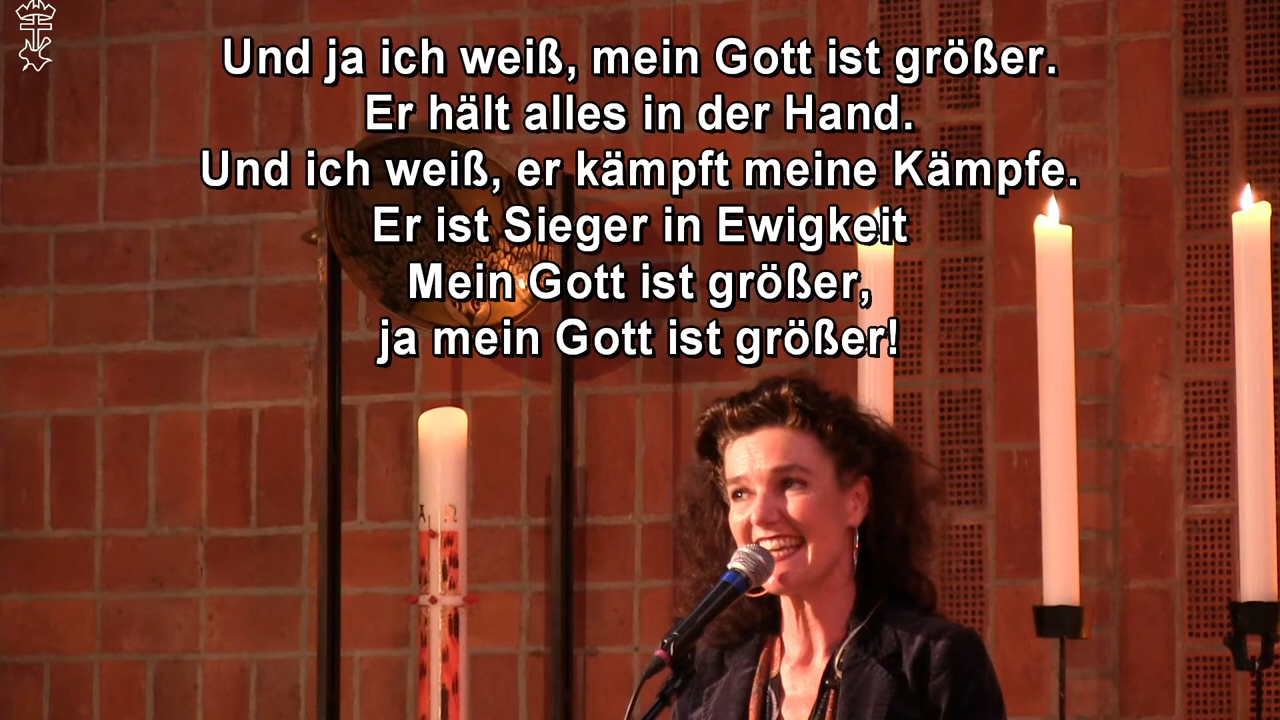 Und ja ich weiß, mein Gott ist größer.
Er hält alles in der Hand.
Und ich weiß, er kämpft meine Kämpfe.
Er ist Sieger in Ewigkeit
Mein Gott ist größer,
ja mein Gott ist größer!
Α Ω